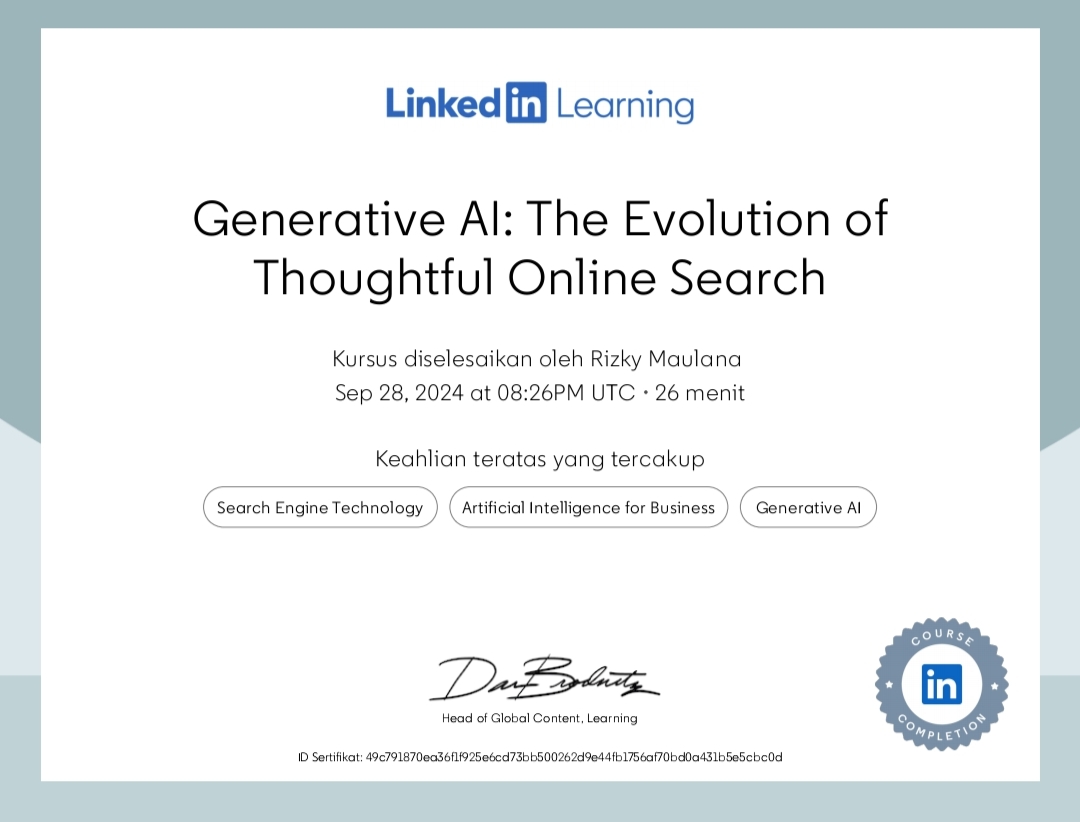 Linked in Learning
Generative AI: The Evolution of
Thoughtful Online Search
Kursus diselesaikan oleh Rizky Maulana
Sep 28, 2024 at 08:26PM UTC • 26 menit
Keahlian teratas yang tercakup
Search Engine Technology
Artificial Intelligence for Business
Generative AI
Dan Brodnitz
Head of Global Content, Learning
COURSE
in
COMPLETION
ID Sertifikat: 49c791870ea36f1f925e6cd73bb500262d9e44fb1756af70bd0a431b5e5cbc0d